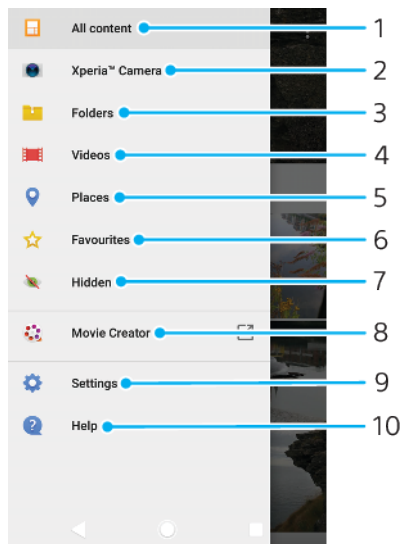 All content 1
Xperia™ Camera 2
Folders 3
Videos 4
Places 5
Favourites 6
Hidden 7
Movie Creator 8
Settings 9
Help 10